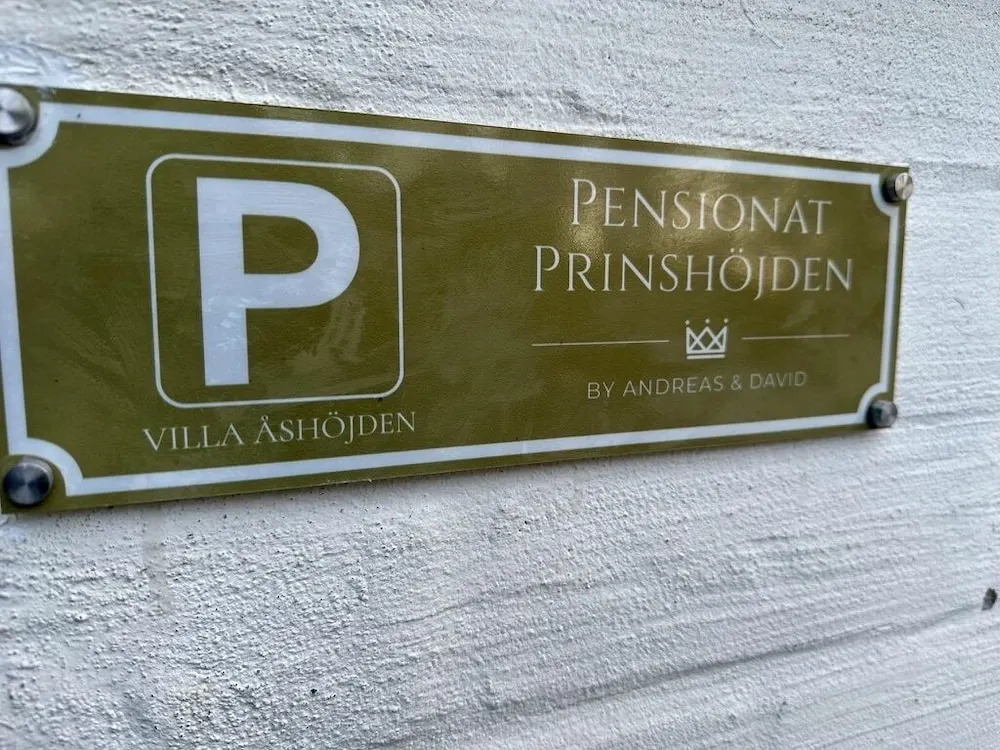 P
VILLA ÅSHÖJDEN
PENSIONAT
PRINSHÖJDEN
BY ANDREAS & DAVID